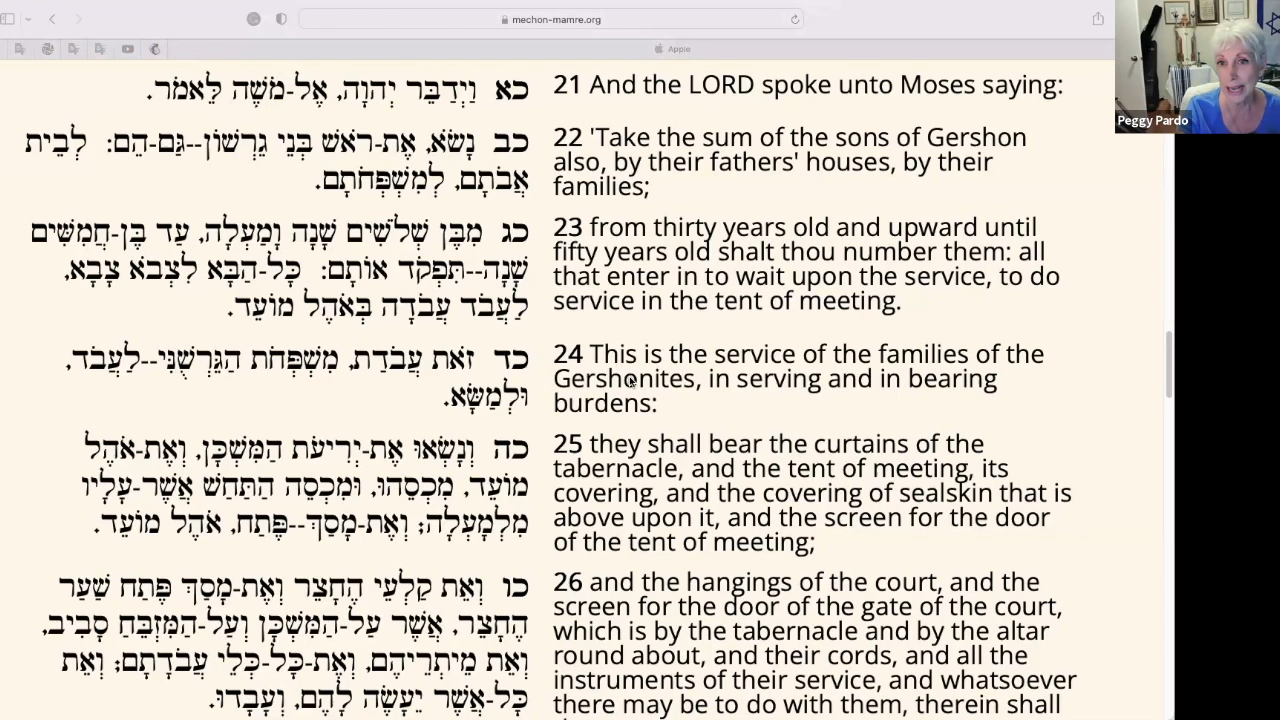 mechon-mamre.org
Apple
Peggy Pardo
כא וַיְדַבֵּר יְהוָה, אֶל-מֹשֶׁה לֵּאמֹר.
21 And the LORD spoke unto Moses saying:
כב נָשֹׂא, אֶת-רֹאשׁ בְּנֵי גֵרְשׁוֹן--גַּם-הֵם: לְבֵית
אֲבֹתָם, לְמִשְׁפְּחֹתָם.
22 'Take the sum of the sons of Gershon
also, by their fathers' houses, by their
families;
כג מִבֶּן שְׁלֹשִׁים שָׁנָה וָמַעְלָה, עַד בֶּן-חֲמִשִּׁים
שָׁנָה--תִּפְקֹד אוֹתָם: כָּל-הַבָּא לִצְבֹא צָבָא,
לַעֲבֹד עֲבֹדָה בְּאֹהֶל מוֹעֵד.
23 from thirty years old and upward until
fifty years old shalt thou number them: all
that enter in to wait upon the service, to do
service in the tent of meeting.
כד זֹאת עֲבֹדַת, מִשְׁפְּחֹת הַגֵּרְשֻׁנִּי--לַעֲבֹד,
וּלְמַשָּׂא.
24 This is the service of the families of the
Gershonites, in serving and in bearing
burdens:
כה וְנָשְׂאוּ אֶת-יְרִיעֹת הַמִּשְׁכָּן, וְאֶת-אֹהֶל
מוֹעֵד, מִכְסֵהוּ, וּמִכְסֵה הַתַּחַשׁ אֲשֶׁר-עָלָיו
מִלְמָעְלָה; וְאֶת-מָסַךְ--פֶּתַח, אֹהֶל מוֹעֵד.
25 they shall bear the curtains of the
tabernacle, and the tent of meeting, its
covering, and the covering of sealskin that is
above upon it, and the screen for the door
of the tent of meeting;
כו וְאֵת קַלְעֵי הֶחָצֵר וְאֶת-מָסַךְ פֶּתַח שַׁעַר
הֶחָצֵר, אֲשֶׁר עַל-הַמִּשְׁכָּן וְעַל-הַמִּזְבֵּחַ סָבִיב,
וְאֵת מֵיתְרֵיהֶם, וְאֶת-כָּל-כְּלֵי עֲבֹדָתָם; וְאֵת
כָּל-אֲשֶׁר יֵעָשֶׂה לָהֶם, וְעָבָדוּ.
26 and the hangings of the court, and the
screen for the door of the gate of the court,
which is by the tabernacle and by the altar
round about, and their cords, and all the
instruments of their service, and whatsoever
there may be to do with them, therein shall